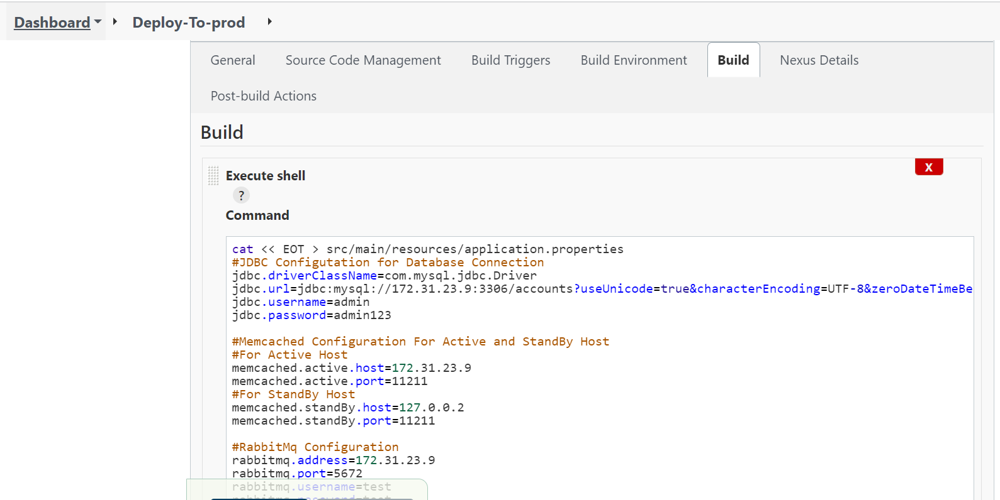 Dashboard Deploy-To-prod
General Source Code Management Build Triggers Build Environment Build Nexus Details
Post-build Actions
Build
Execute shell
X
?
Command
cat << EOT > src/main/resources/application.properties
#JDBC Configutation for Database Connection
jdbc.driverClassName=com.mysql.jdbc.Driver
jdbc.url=jdbc:mysql://172.31.23.9:3306/accounts?useUnicode=true&characterEncoding=UTF-8&zeroDateTimeBe
jdbc.username=admin
jdbc.password=admin123
#Memcached Configuration For Active and StandBy Host
#For Active Host
memcached.active.host=172.31.23.9
memcached.active.port=11211
#For StandBy Host
memcached.standBy.host=127.0.0.2
memcached.standBy.port=11211
#RabbitMq Configuration
rabbitmq.address=172.31.23.9
rabbitmq.port=5672
rabbitmq.username=test
rabbitmq.password=test